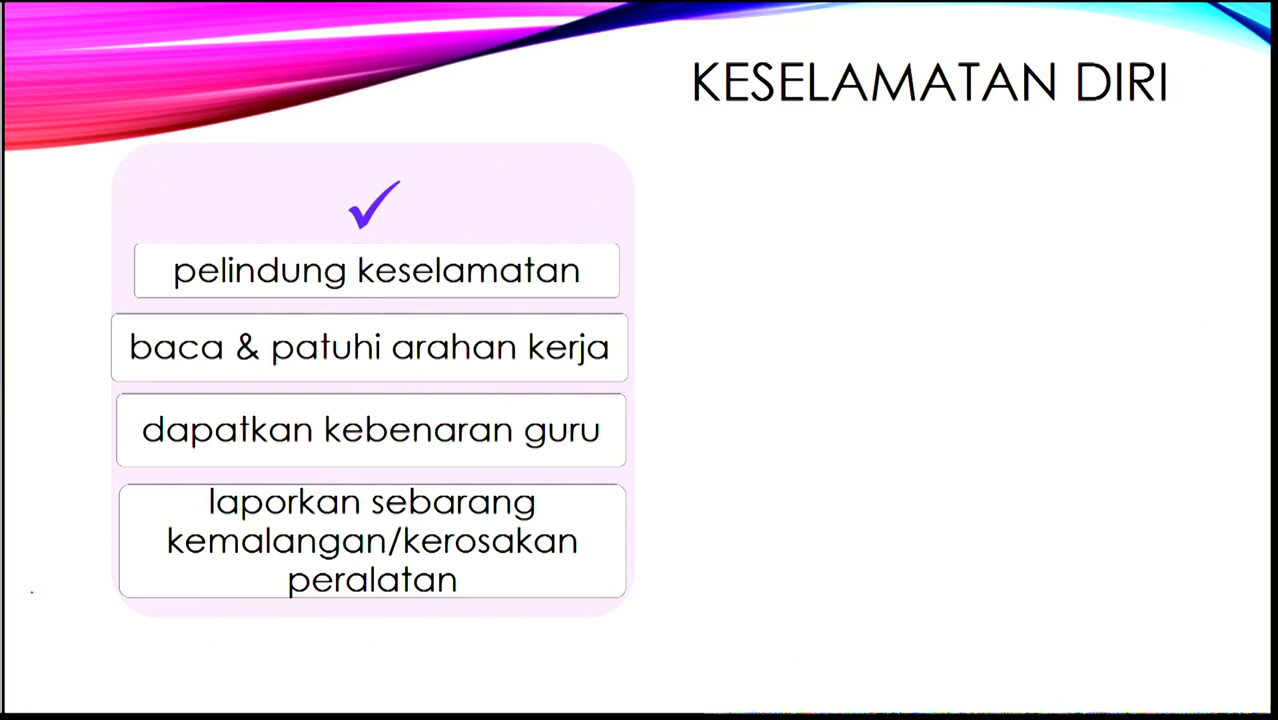 KESELAMATAN DIRI
pelindung keselamatan
baca & patuhi arahan kerja
dapatkan kebenaran guru
laporkan sebarang
kemalangan/kerosakan
peralatan